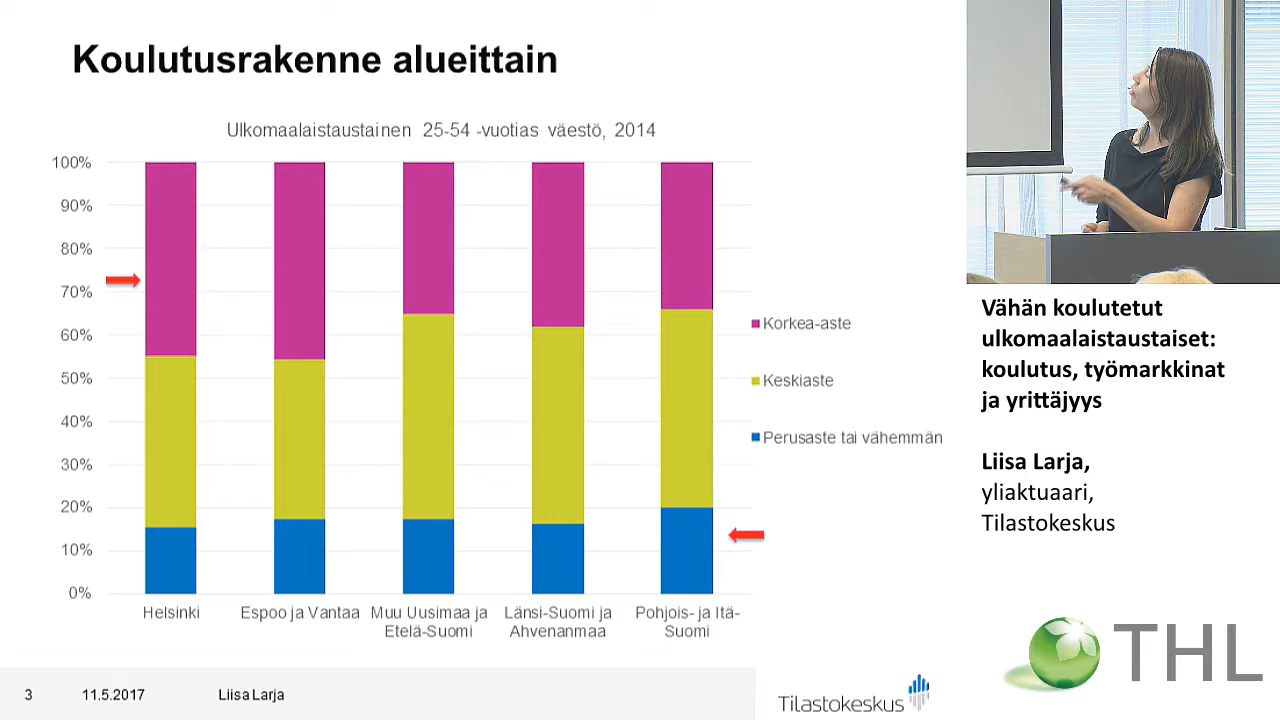 Koulutusrakenne alueittain
Ulkomaalaistaustainen 25-54 -vuotias väestö, 2014
100%
90%
80%
70%
60%
50%
40%
30%
20%
10%
0%
Helsinki
Espoo ja Vantaa
Muu Uusimaa ja
Etelä-Suomi
Länsi-Suomi ja
Ahvenanmaa
Pohjois- ja Itä-
Suomi
Korkea-aste
Keskiaste
Perusaste tai vähemmän
3
11.5.2017
Liisa Larja
Tilastokeskus
Vähän koulutetut
ulkomaalaistaustaiset:
koulutus, työmarkkinat
ja yrittäjyys
Liisa Larja,
yliaktuaari,
Tilastokeskus
THL